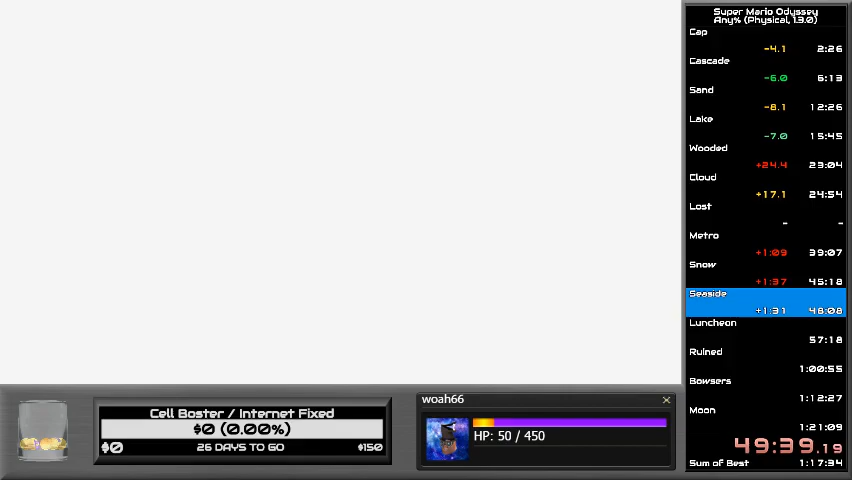 Super Mario Odyssey
Any% (Physical, 1.3.0)
Cap
-4.1 2:26
Cascade
-6.0 6:13
Sand
-8.1 12:26
Lake
-7.0 15:45
Wooded
+24.4 23:04
Cloud
+17.1 24:54
Lost
- -
Metro
+1:09 39:07
Snow
+1:37 45:18
Seaside
+1:31 48:08
Luncheon
57:18
Ruined
1:00:55
Bowsers
1:12:27
Moon
1:21:09
49:39.19
Sum of Best 1:17:34
Cell Boster / Internet Fixed
$0 (0.00%)
$0 26 DAYS TO GO $150
woah66 ×
HP: 50 / 450